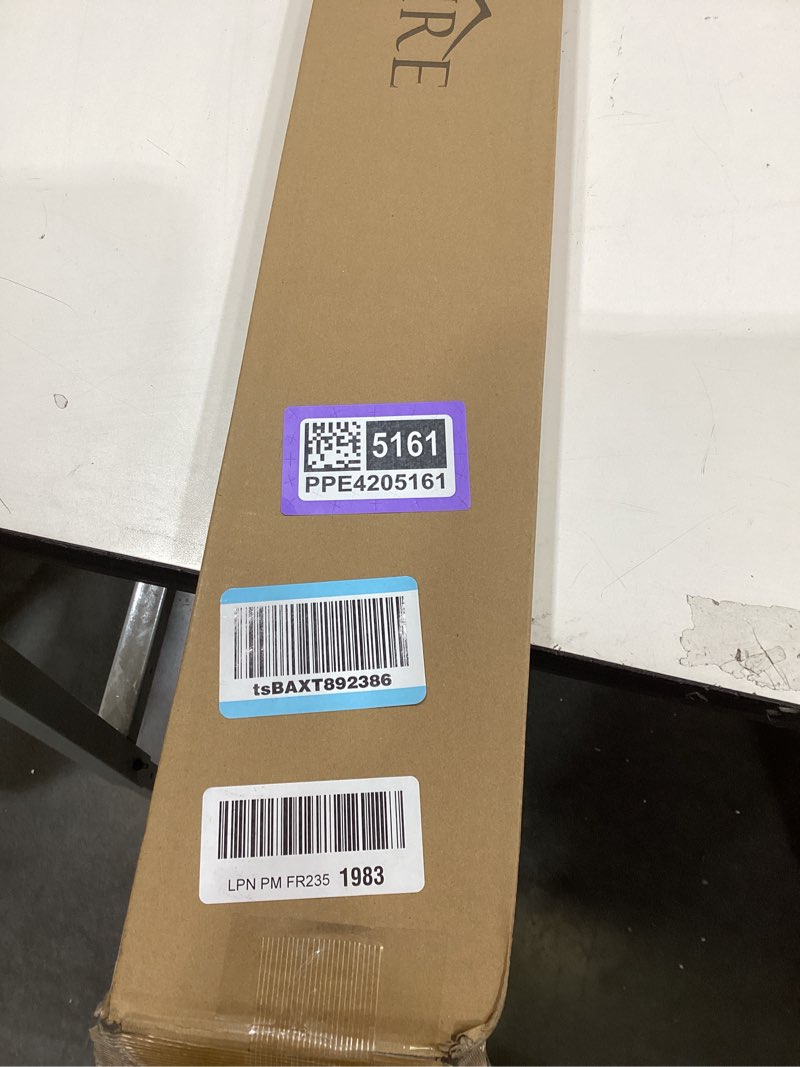 RE
5161
PPE4205161
tsBAXT892386
LPN PM FR235 1983